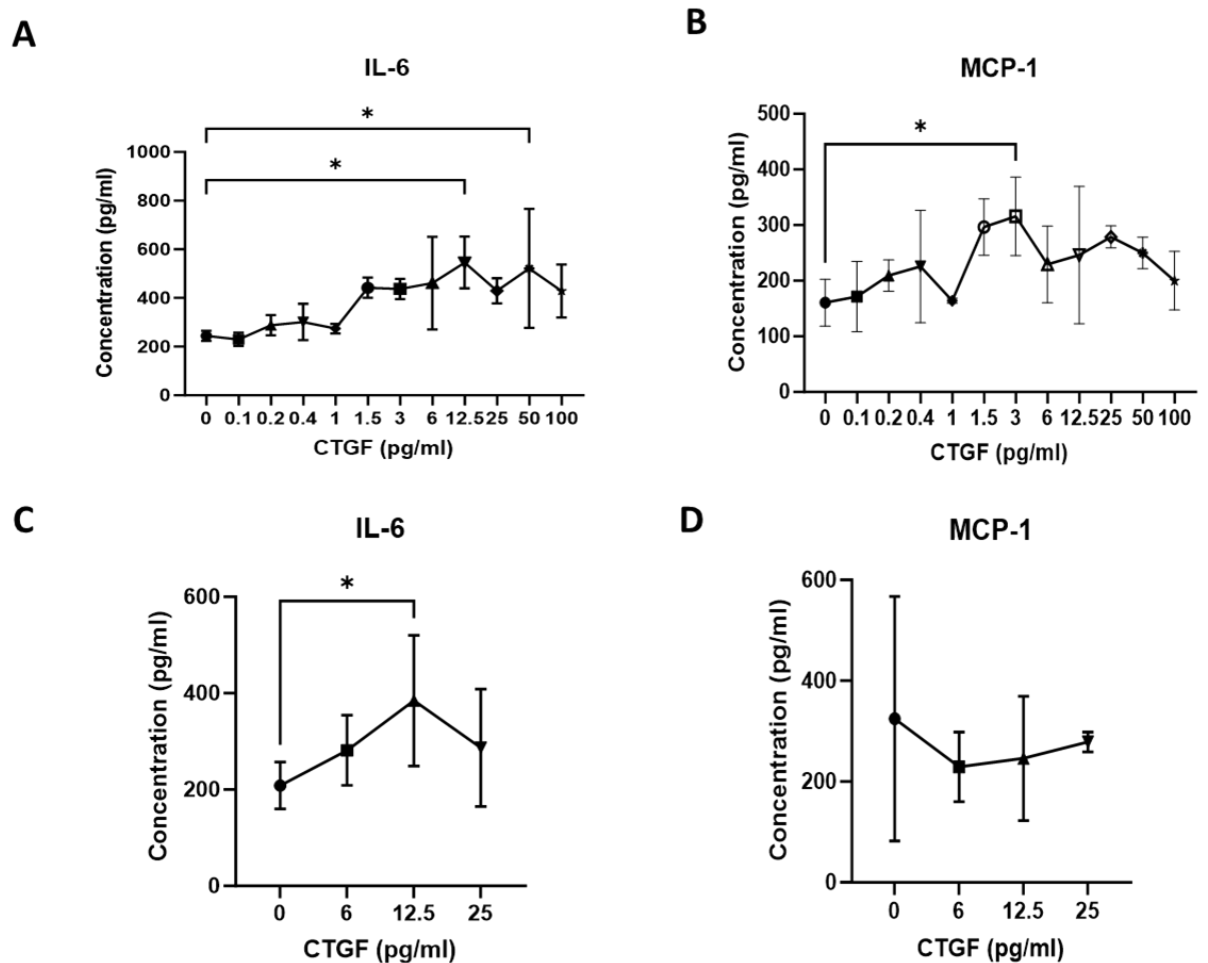 A
IL-6
*
*
Concentration (pg/ml)
1000
800
600
400
200
0
0 0.1 0.2 0.4 1 1.5 3 6 12.5 25 50 100
CTGF (pg/ml)
B
MCP-1
*
Concentration (pg/ml)
500
400
300
200
100
0
0 0.1 0.2 0.4 1 1.5 3 6 12.5 25 50 100
CTGF (pg/ml)
C
IL-6
*
Concentration (pg/ml)
600
400
200
0
0 6 12.5 25
CTGF (pg/ml)
D
MCP-1
Concentration (pg/ml)
600
400
200
0
0 6 12.5 25
CTGF (pg/ml)